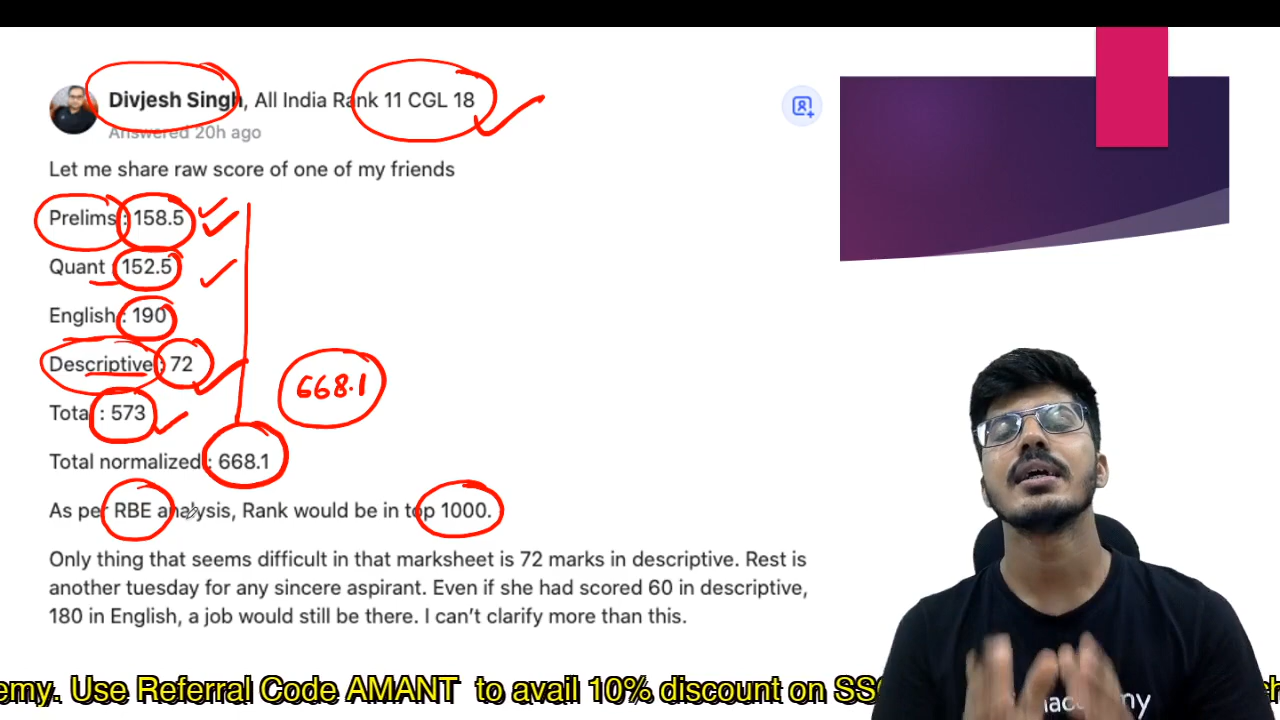 Divjesh Singh, All India Rank 11 CGL 18
Answered 20h ago
Let me share raw score of one of my friends
Prelims : 158.5
Quant : 152.5
English : 190
Descriptive : 72
Total : 573
668.1
Total normalized : 668.1
As per RBE analysis, Rank would be in top 1000.
Only thing that seems difficult in that marksheet is 72 marks in descriptive. Rest is
another tuesday for any sincere aspirant. Even if she had scored 60 in descriptive,
180 in English, a job would still be there. I can’t clarify more than this.
emy. Use Referral Code AMANT to avail 10% discount on SS